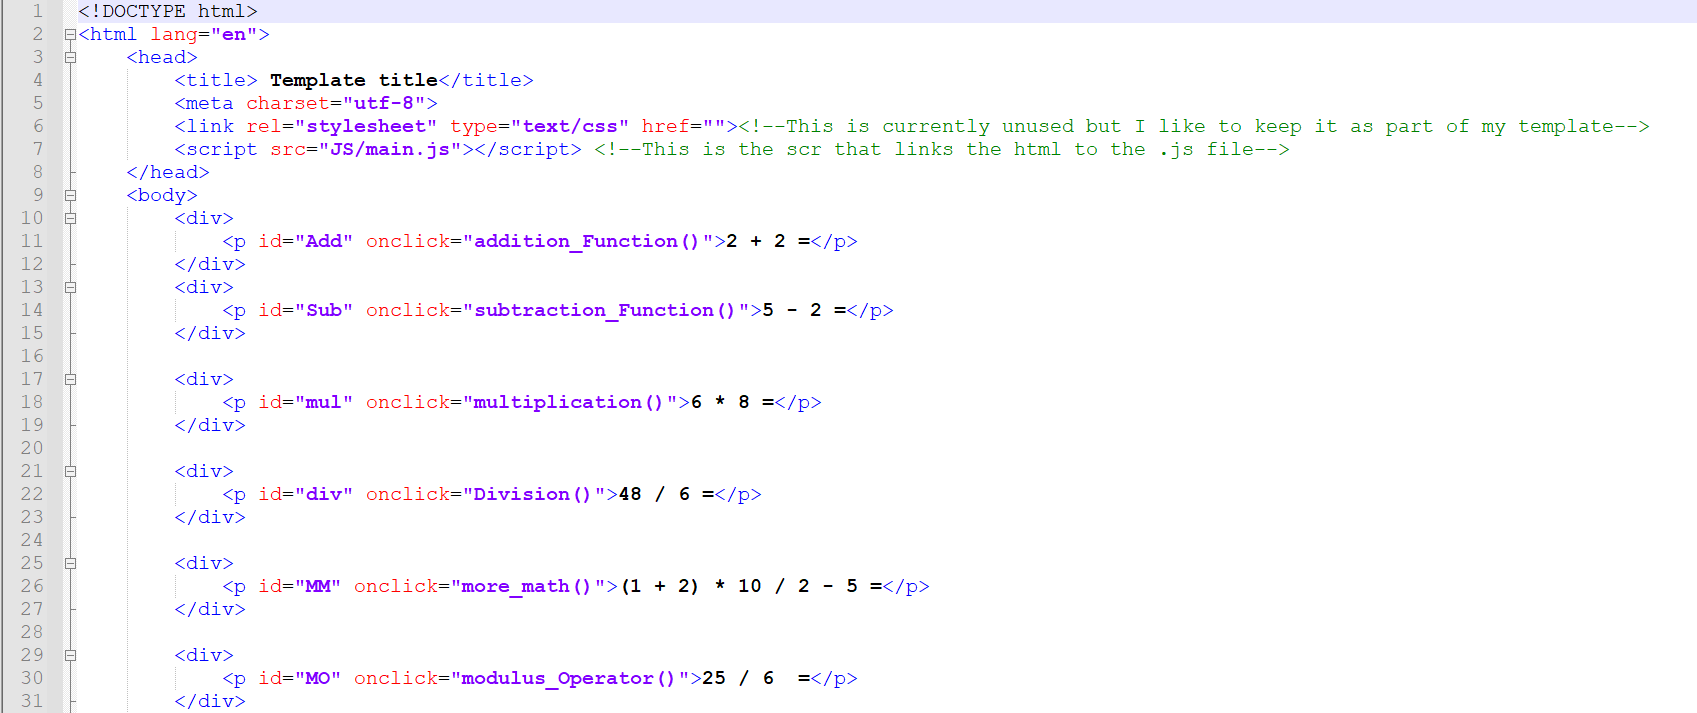 1 <!DOCTYPE html>
2 <html lang="en">
3 <head>
4 <title> Template title</title>
5 <meta charset="utf-8">
6 <link rel="stylesheet" type="text/css" href=""><!--This is currently unused but I like to keep it as part of my template-->
7 <script src="JS/main.js"></script> <!--This is the scr that links the html to the .js file-->
8 </head>
9 <body>
10 <div>
11 <p id="Add" onclick="addition_Function()">2 + 2 =</p>
12 </div>
13 <div>
14 <p id="Sub" onclick="subtraction_Function()">5 - 2 =</p>
15 </div>
16
17 <div>
18 <p id="mul" onclick="multiplication()">6 * 8 =</p>
19 </div>
20
21 <div>
22 <p id="div" onclick="Division()">48 / 6 =</p>
23 </div>
24
25 <div>
26 <p id="MM" onclick="more_math()">(1 + 2) * 10 / 2 - 5 =</p>
27 </div>
28
29 <div>
30 <p id="MO" onclick="modulus_Operator()">25 / 6  =</p>
31 </div>